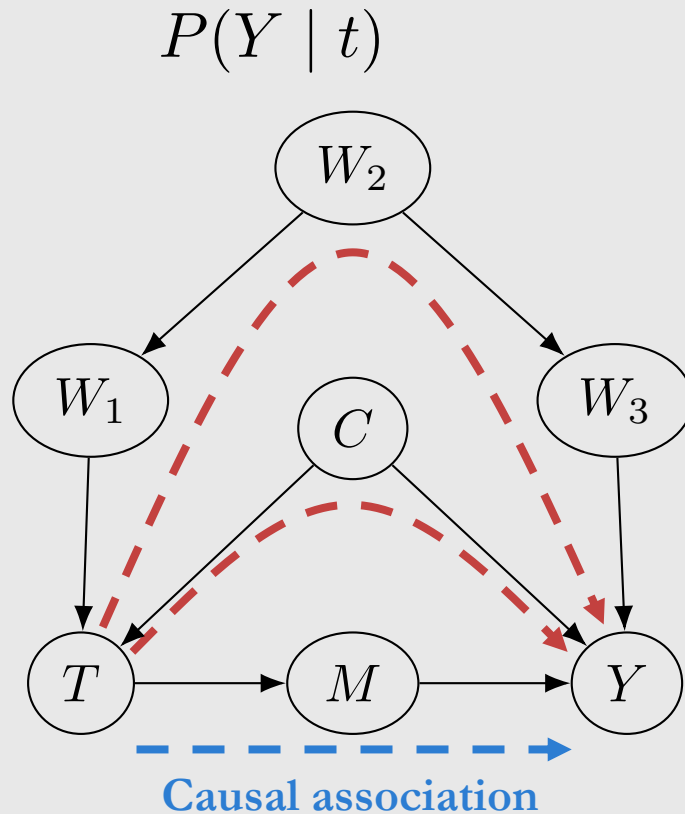 P(Y | t)
W₂
W₁
C
W₃
T
M
Y
Causal association